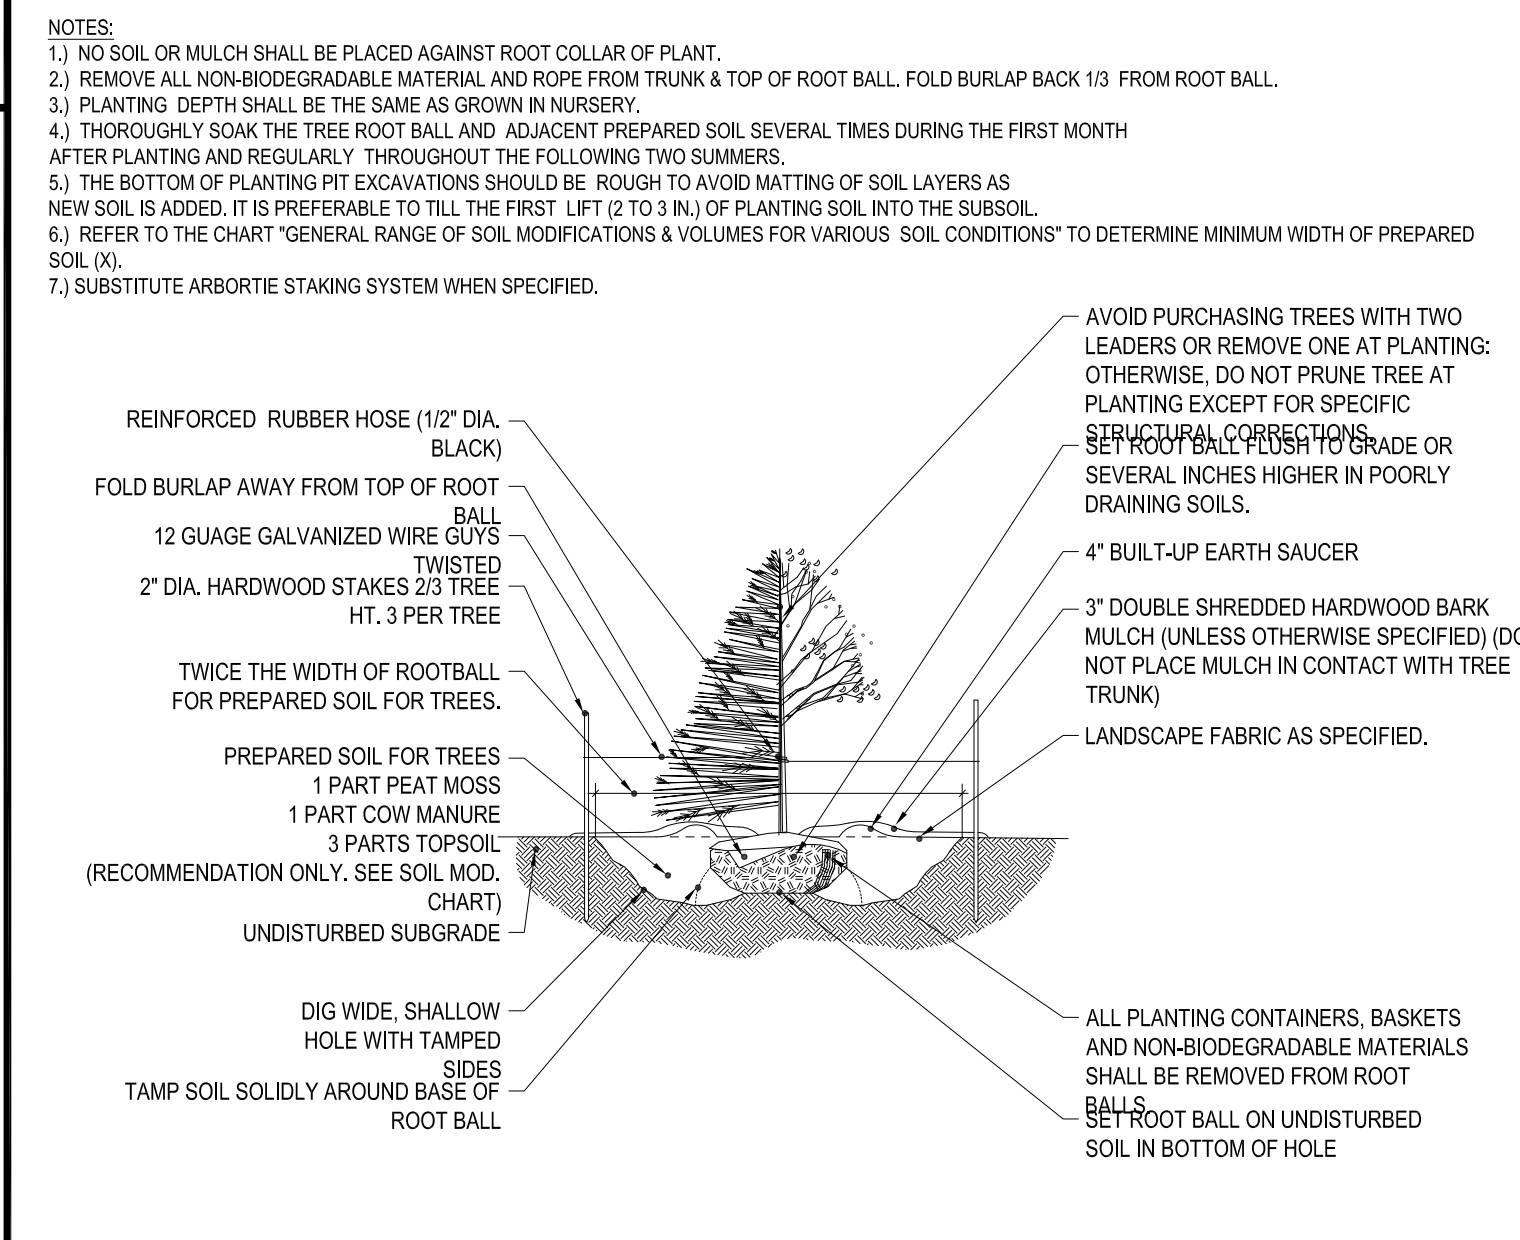 NOTES:
1.) NO SOIL OR MULCH SHALL BE PLACED AGAINST ROOT COLLAR OF PLANT.
2.) REMOVE ALL NON-BIODEGRADABLE MATERIAL AND ROPE FROM TRUNK & TOP OF ROOT BALL. FOLD BURLAP BACK 1/3 FROM ROOT BALL.
3.) PLANTING DEPTH SHALL BE THE SAME AS GROWN IN NURSERY.
4.) THOROUGHLY SOAK THE TREE ROOT BALL AND ADJACENT PREPARED SOIL SEVERAL TIMES DURING THE FIRST MONTH
AFTER PLANTING AND REGULARLY THROUGHOUT THE FOLLOWING TWO SUMMERS.
5.) THE BOTTOM OF PLANTING PIT EXCAVATIONS SHOULD BE ROUGH TO AVOID MATTING OF SOIL LAYERS AS
NEW SOIL IS ADDED. IT IS PREFERABLE TO TILL THE FIRST LIFT (2 TO 3 IN.) OF PLANTING SOIL INTO THE SUBSOIL.
6.) REFER TO THE CHART "GENERAL RANGE OF SOIL MODIFICATIONS & VOLUMES FOR VARIOUS SOIL CONDITIONS" TO DETERMINE MINIMUM WIDTH OF PREPARED
SOIL (X).
7.) SUBSTITUTE ARBORTIE STAKING SYSTEM WHEN SPECIFIED.
REINFORCED RUBBER HOSE (1/2" DIA.
BLACK)
FOLD BURLAP AWAY FROM TOP OF ROOT
BALL
12 GUAGE GALVANIZED WIRE GUYS
TWISTED
2" DIA. HARDWOOD STAKES 2/3 TREE
HT. 3 PER TREE
TWICE THE WIDTH OF ROOTBALL
FOR PREPARED SOIL FOR TREES.
PREPARED SOIL FOR TREES
1 PART PEAT MOSS
1 PART COW MANURE
3 PARTS TOPSOIL
(RECOMMENDATION ONLY. SEE SOIL MOD.
CHART)
UNDISTURBED SUBGRADE
DIG WIDE, SHALLOW
HOLE WITH TAMPED
SIDES
TAMP SOIL SOLIDLY AROUND BASE OF
ROOT BALL
AVOID PURCHASING TREES WITH TWO
LEADERS OR REMOVE ONE AT PLANTING:
OTHERWISE, DO NOT PRUNE TREE AT
PLANTING EXCEPT FOR SPECIFIC
STRUCTURAL CORRECTIONS.
SET ROOT BALL FLUSH TO GRADE OR
SEVERAL INCHES HIGHER IN POORLY
DRAINING SOILS.
4" BUILT-UP EARTH SAUCER
3" DOUBLE SHREDDED HARDWOOD BARK
MULCH (UNLESS OTHERWISE SPECIFIED) (DO
NOT PLACE MULCH IN CONTACT WITH TREE
TRUNK)
LANDSCAPE FABRIC AS SPECIFIED.
ALL PLANTING CONTAINERS, BASKETS
AND NON-BIODEGRADABLE MATERIALS
SHALL BE REMOVED FROM ROOT
BALLS.
SET ROOT BALL ON UNDISTURBED
SOIL IN BOTTOM OF HOLE